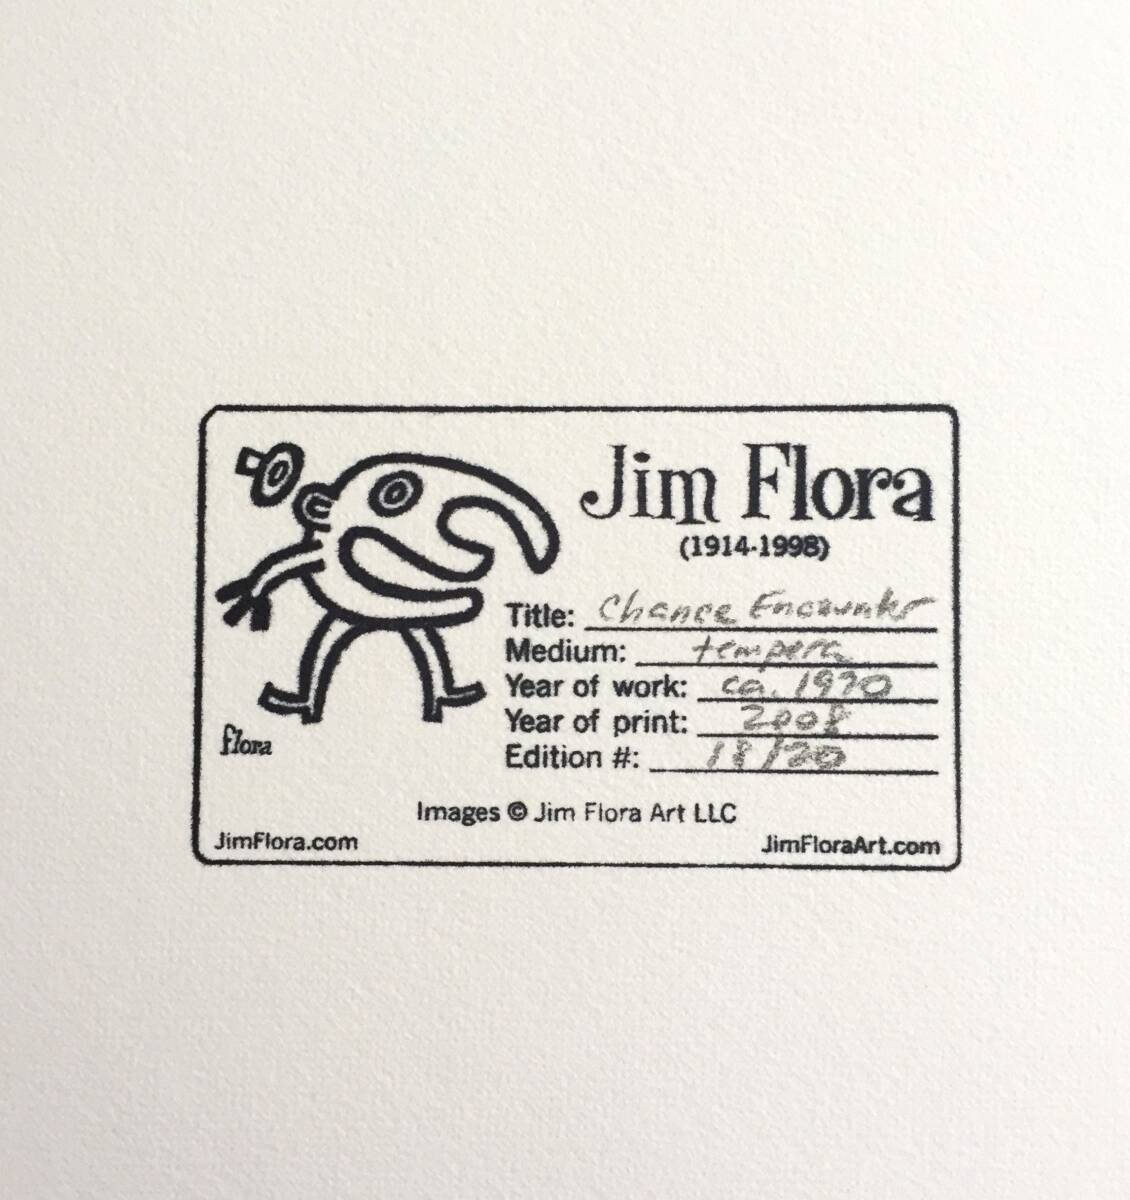 Jim Flora
(1914-1998)
Title: Chance Encounter
Medium: tempera
Year of work: ca. 1970
Year of print: 2008
Edition #: 18/20
flora
Images © Jim Flora Art LLC
JimFlora.com
JimFloraArt.com